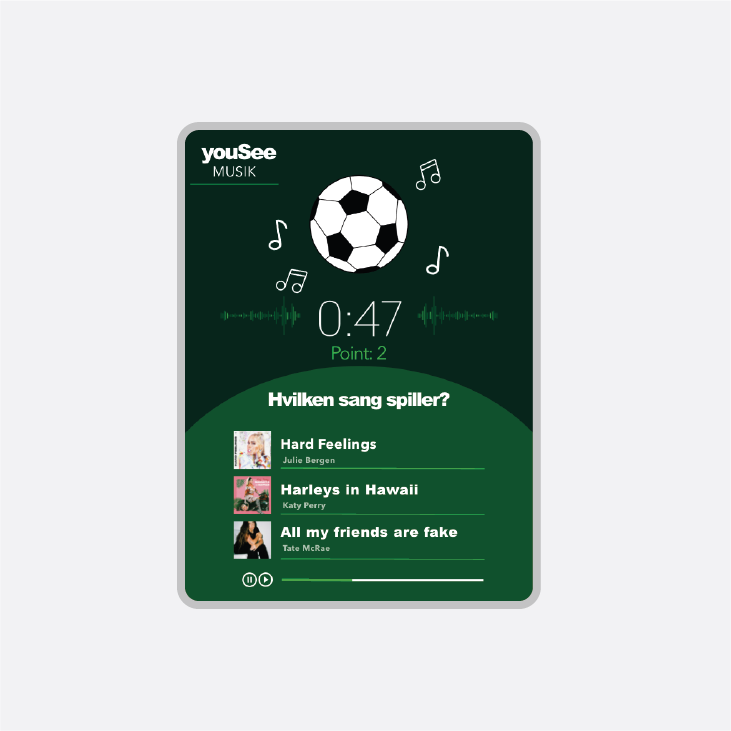 youSee
MUSIK
0:47
Point: 2
Hvilken sang spiller?
Hard Feelings
Julie Bergen
Harleys in Hawaii
Katy Perry
All my friends are fake
Tate McRae